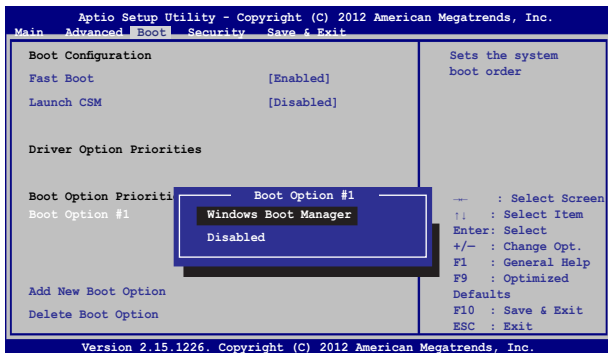 Aptio Setup Utility - Copyright (C) 2012 American Megatrends, Inc.
Main Advanced Boot Security Save & Exit
Boot Configuration
Fast Boot [Enabled]
Launch CSM [Disabled]
Driver Option Priorities
Boot Option Prioriti
Boot Option #1
Boot Option #1
Windows Boot Manager
Disabled
Add New Boot Option
Delete Boot Option
Sets the system
boot order
→← : Select Screen
↑↓ : Select Item
Enter: Select
+/— : Change Opt.
F1 : General Help
F9 : Optimized
Defaults
F10 : Save & Exit
ESC : Exit
Version 2.15.1226. Copyright (C) 2012 American Megatrends, Inc.